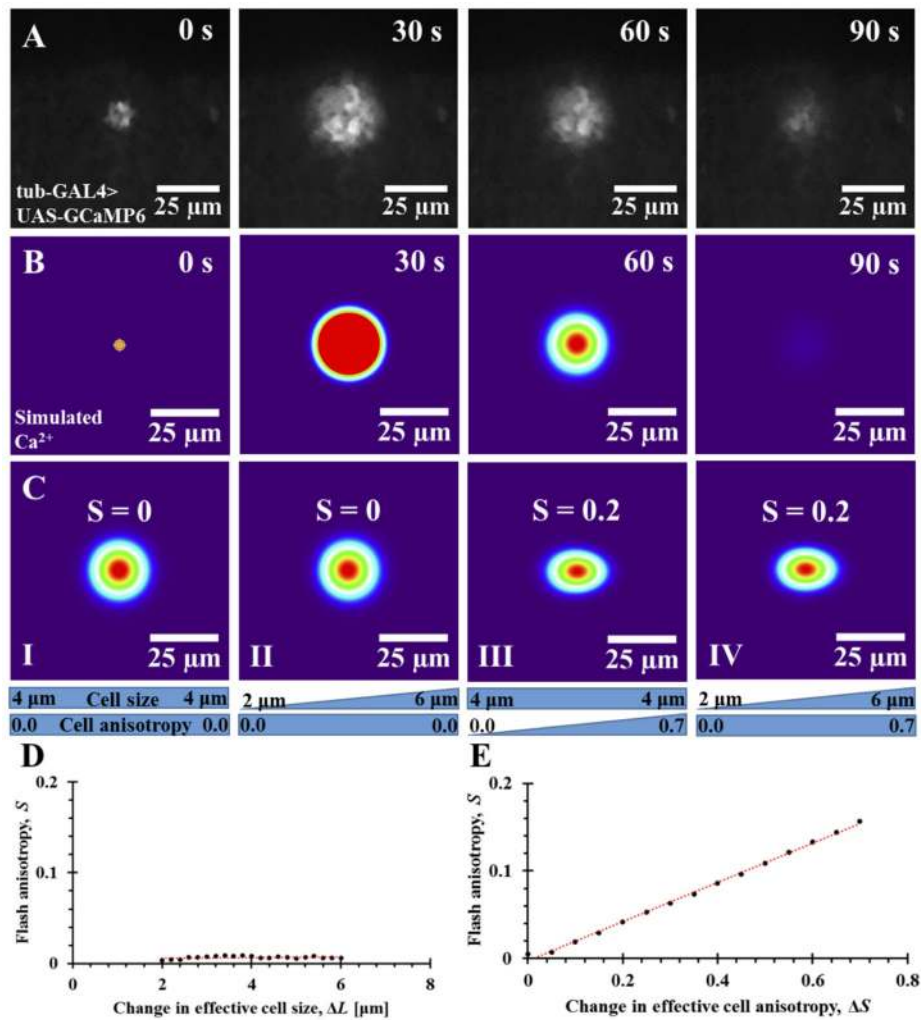 A
0 s
30 s
60 s
90 s
tub-GAL4>
UAS-GCaMP6
25 µm
25 µm
25 µm
25 µm
B
0 s
30 s
60 s
90 s
Simulated
Ca²⁺
25 µm
25 µm
25 µm
25 µm
C
S = 0
S = 0
S = 0.2
S = 0.2
25 µm
25 µm
25 µm
25 µm
I
II
III
IV
4 µm Cell size 4 µm
2 µm 6 µm
4 µm 4 µm
2 µm 6 µm
0.0 Cell anisotropy 0.0
0.0 0.0
0.0 0.7
0.0 0.7
D
0.2
0.1
0
Flash anisotropy, S
0 2 4 6 8
Change in effective cell size, ΔL [µm]
E
0.2
0.1
0
Flash anisotropy, S
0 0.2 0.4 0.6 0.8
Change in effective cell anisotropy, ΔS